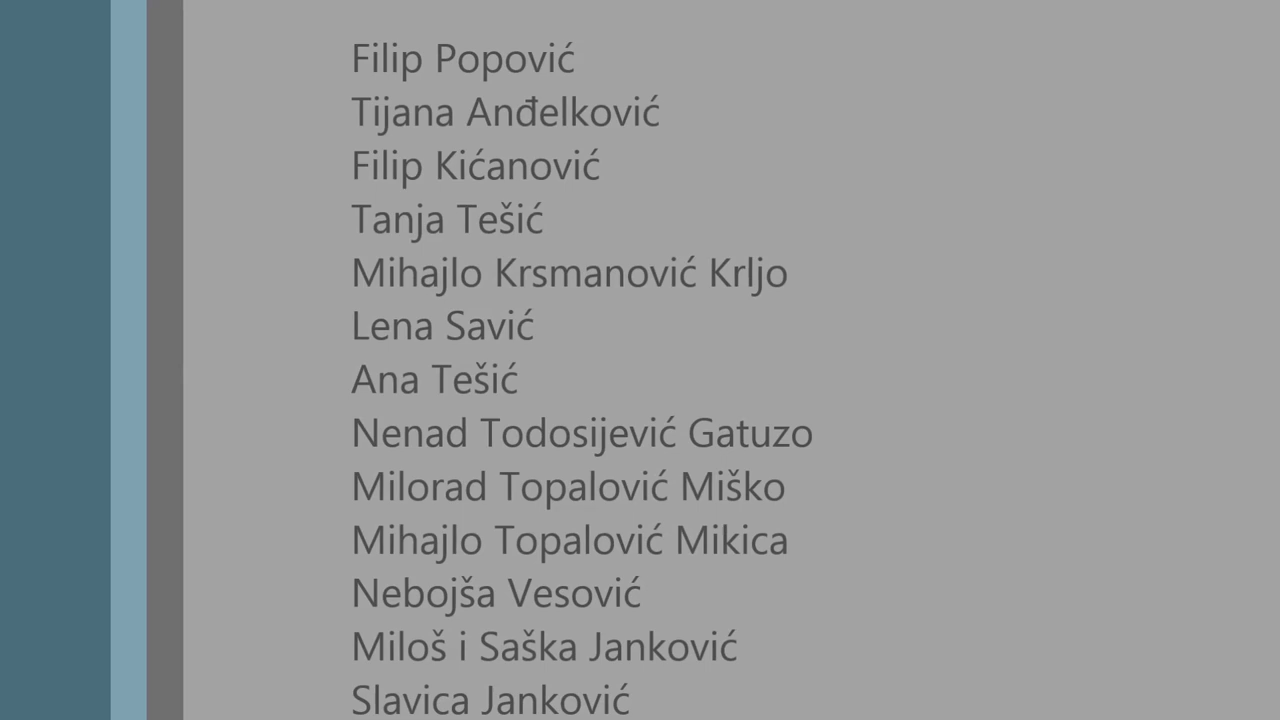 Filip Popović
Tijana Anđelković
Filip Kićanović
Tanja Tešić
Mihajlo Krsmanović Krljo
Lena Savić
Ana Tešić
Nenad Todosijević Gatuzo
Milorad Topalović Miško
Mihajlo Topalović Mikica
Nebojša Vesović
Miloš i Saška Janković
Slavica Janković